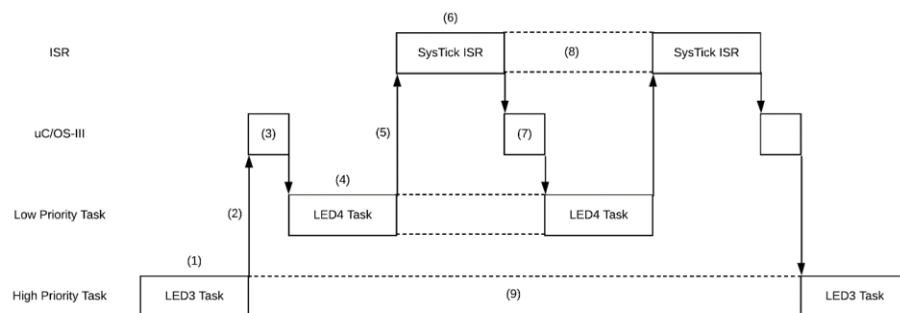 (6)
ISR
SysTick ISR
(8)
SysTick ISR
uC/OS-III
(3)
(5)
(7)
(4)
Low Priority Task
(2)
LED4 Task
LED4 Task
(1)
High Priority Task
LED3 Task
(9)
LED3 Task